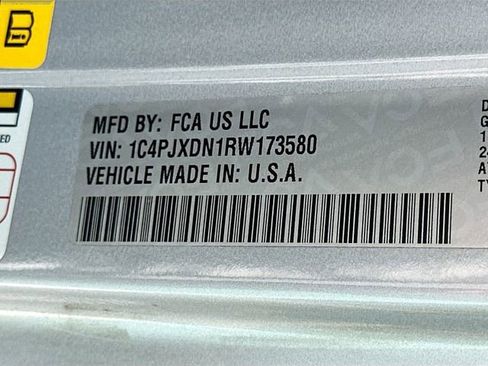 MFD BY: FCA US LLC
VIN: 1C4PJXDN1RW173580
VEHICLE MADE IN: U.S.A.